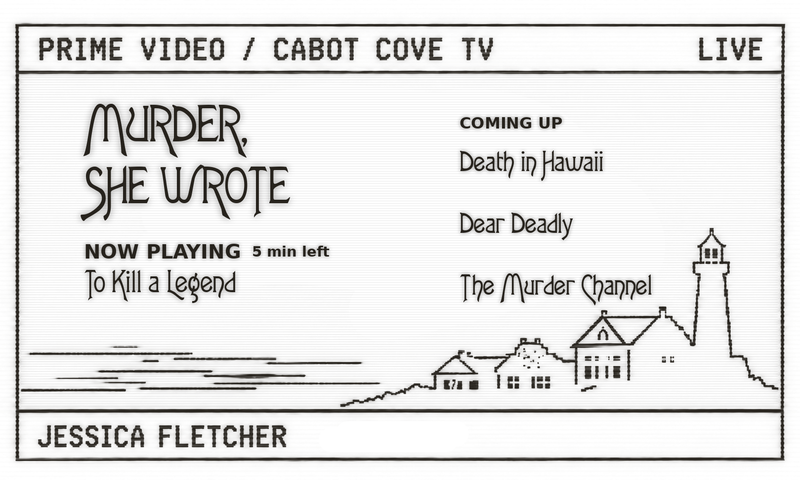 PRIME VIDEO / CABOT COVE TV LIVE
MURDER,
SHE WROTE
NOW PLAYING 5 min left
To Kill a Legend
COMING UP
Death in Hawaii
Dear Deadly
The Murder Channel
JESSICA FLETCHER